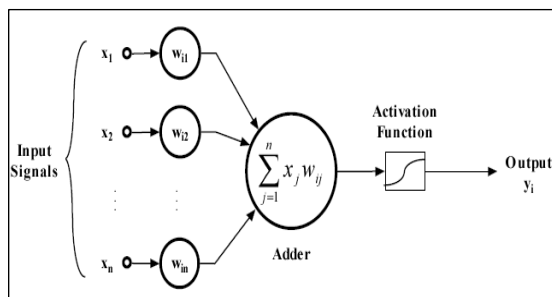 x1 wi1
x2 wi2
Input
Signals
xn win
n
∑ xj wij
j=1
Adder
Activation
Function
Output
yi